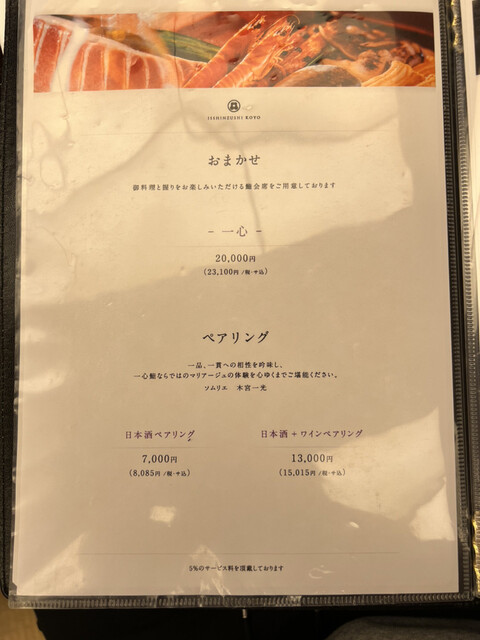 ISSHINZUSHI KOYO
おまかせ
御料理と握りをお楽しみいただける鮨会席をご用意しております
– 一心 –
20,000円
(23,100円 / 税・サ込)
ペアリング
一品、一貫への相性を吟味し、
一心鮨ならではのマリアージュの体験を心ゆくまでご堪能ください。
ソムリエ 木宮一光
日本酒ペアリング
7,000円
(8,085円 / 税・サ込)
日本酒 + ワインペアリング
13,000円
(15,015円 / 税・サ込)
5%のサービス料を頂戴しております